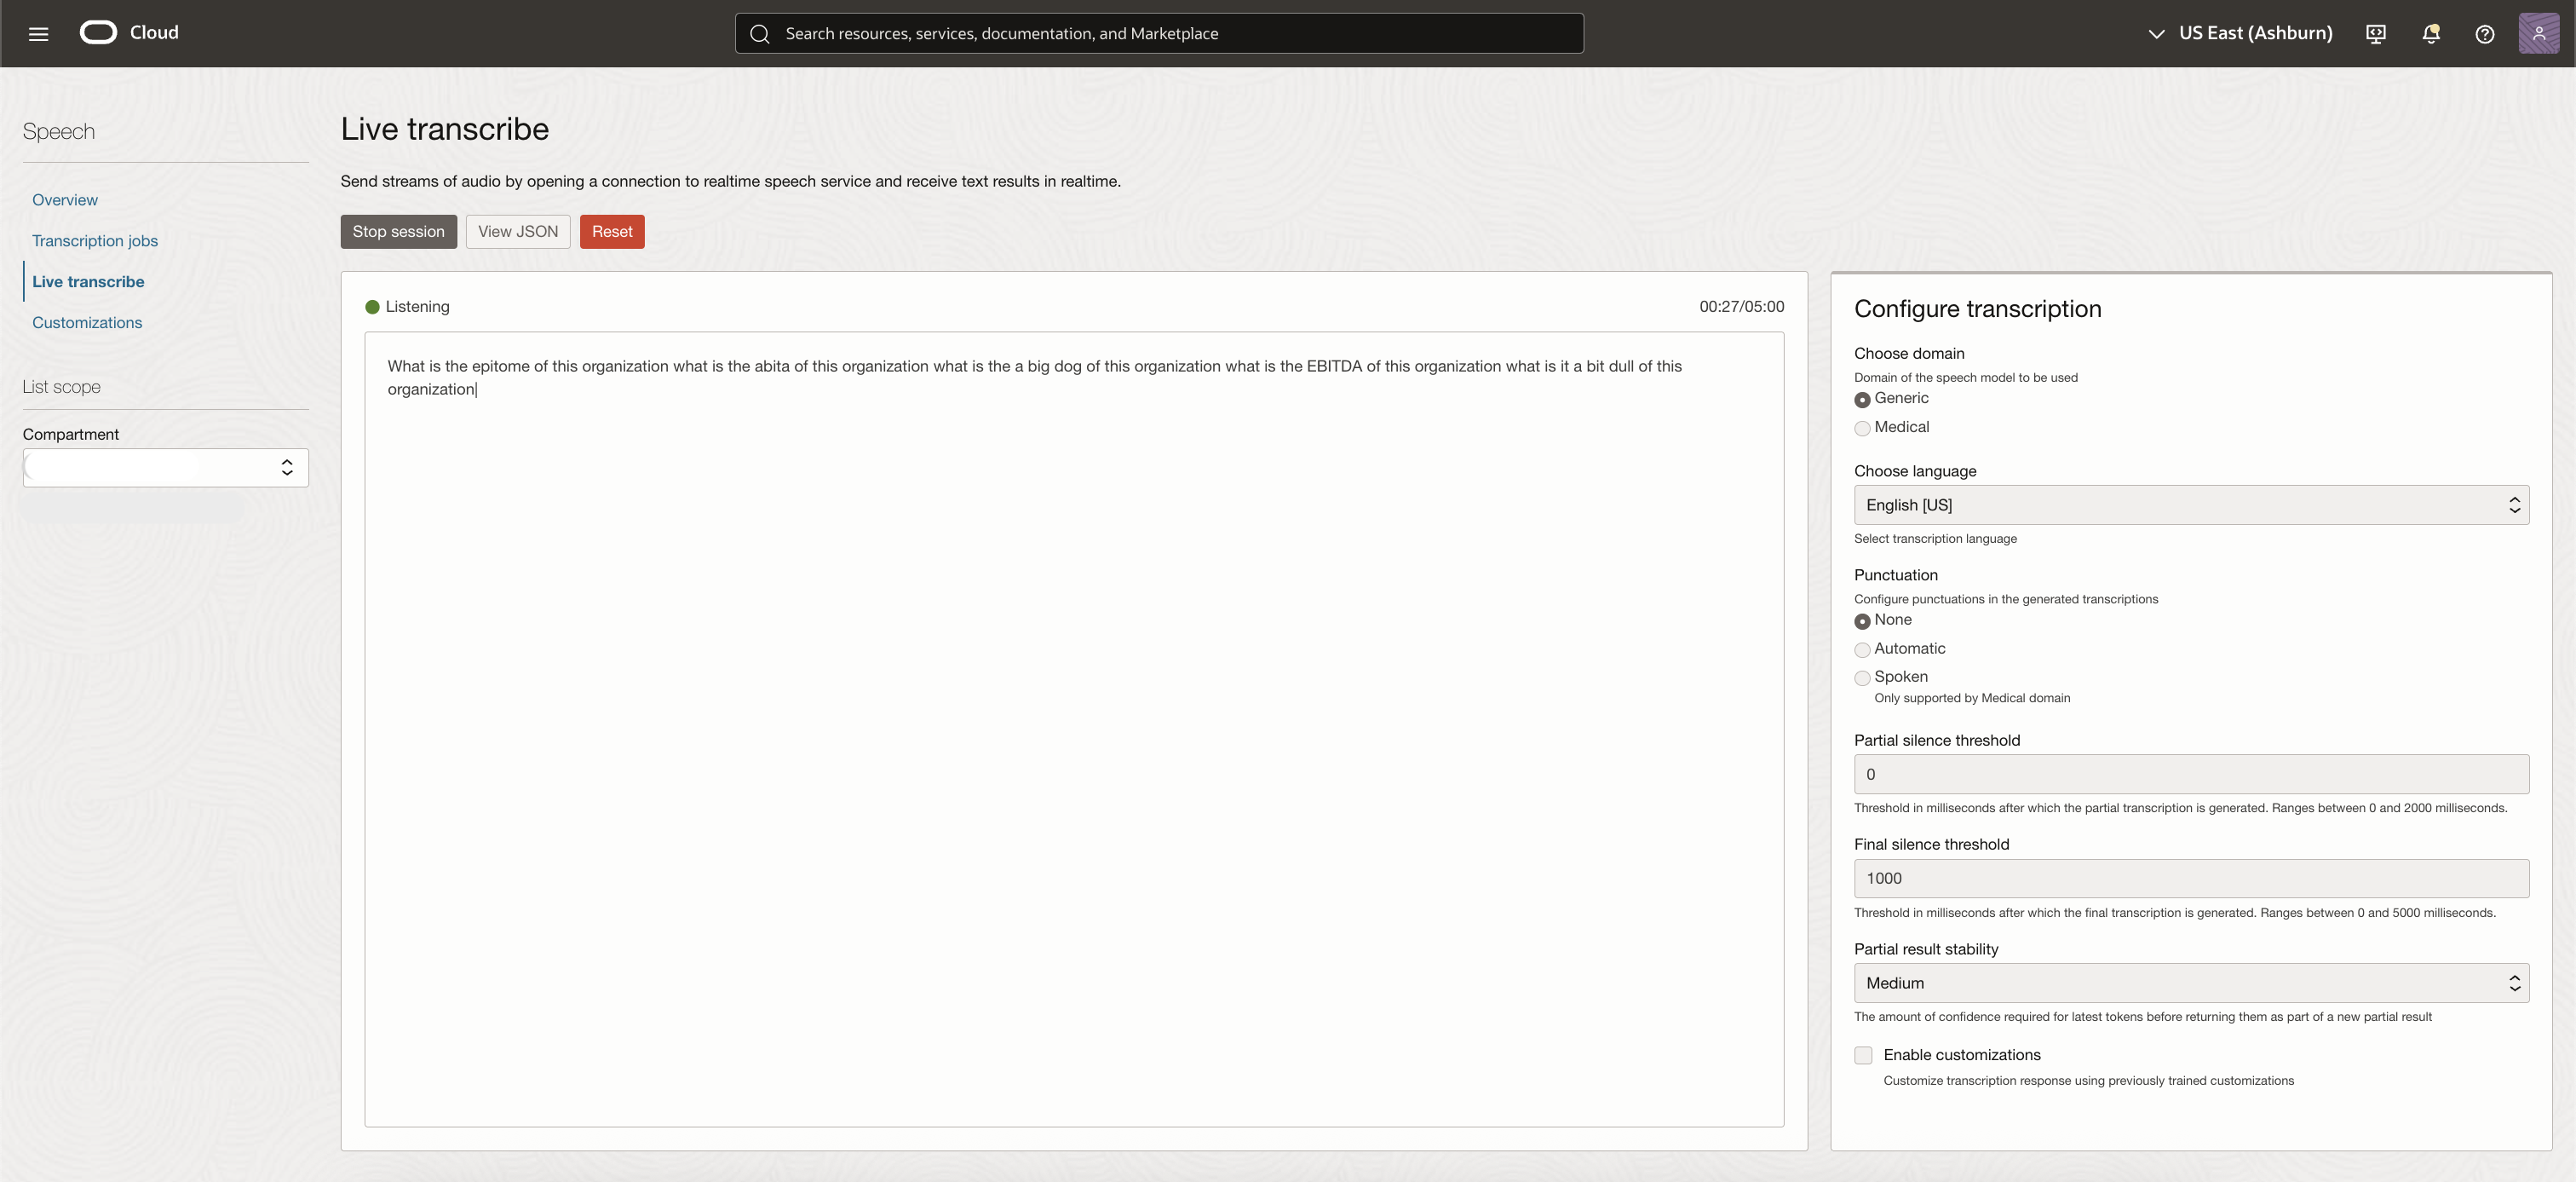 Cloud
Search resources, services, documentation, and Marketplace
US East (Ashburn)
Speech
Overview
Transcription jobs
Live transcribe
Customizations
List scope
Compartment
Live transcribe
Send streams of audio by opening a connection to realtime speech service and receive text results in realtime.
Stop session
View JSON
Reset
Listening
00:27/05:00
What is the epitome of this organization what is the abita of this organization what is the a big dog of this organization what is the EBITDA of this organization what is it a bit dull of this
organization
Configure transcription
Choose domain
Domain of the speech model to be used
Generic
Medical
Choose language
English [US]
Select transcription language
Punctuation
Configure punctuations in the generated transcriptions
None
Automatic
Spoken
Only supported by Medical domain
Partial silence threshold
0
Threshold in milliseconds after which the partial transcription is generated. Ranges between 0 and 2000 milliseconds.
Final silence threshold
1000
Threshold in milliseconds after which the final transcription is generated. Ranges between 0 and 5000 milliseconds.
Partial result stability
Medium
The amount of confidence required for latest tokens before returning them as part of a new partial result
Enable customizations
Customize transcription response using previously trained customizations